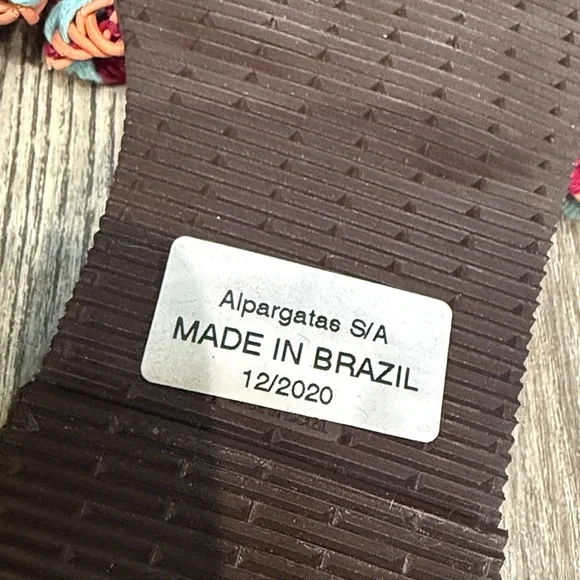 Alpargatas S/A
MADE IN BRAZIL
12/2020